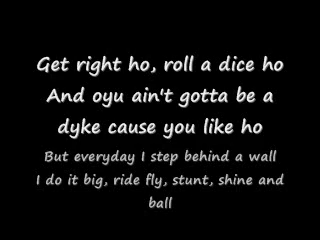 Get right ho, roll a dice ho
And oyu ain't gotta be a
dyke cause you like ho
But everyday I step behind a wall
I do it big, ride fly, stunt, shine and
ball